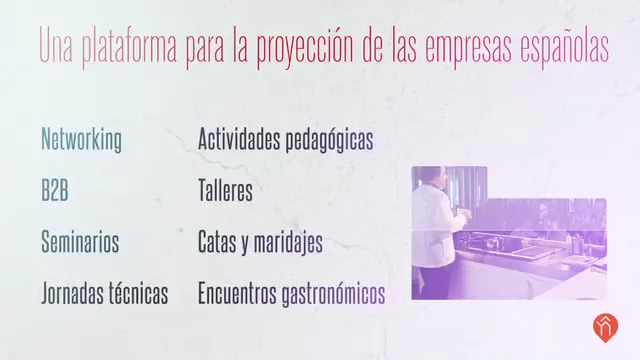 Una plataforma para la proyección de las empresas españolas
Networking
B2B
Seminarios
Jornadas técnicas
Actividades pedagógicas
Talleres
Catas y maridajes
Encuentros gastronómicos